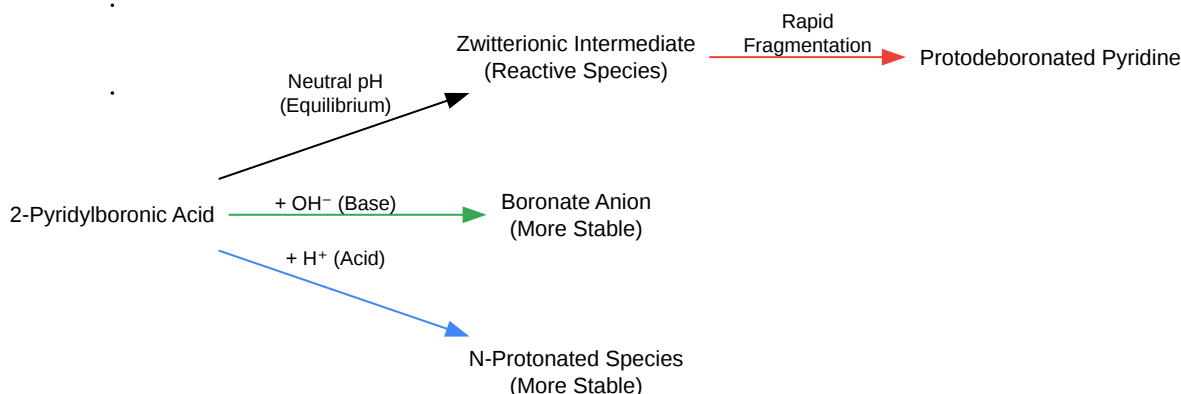 Rapid
Fragmentation
Zwitterionic Intermediate
(Reactive Species)
Protodeboronated Pyridine
Neutral pH
(Equilibrium)
2-Pyridylboronic Acid
+ OH⁻ (Base)
Boronate Anion
(More Stable)
+ H⁺ (Acid)
N-Protonated Species
(More Stable)